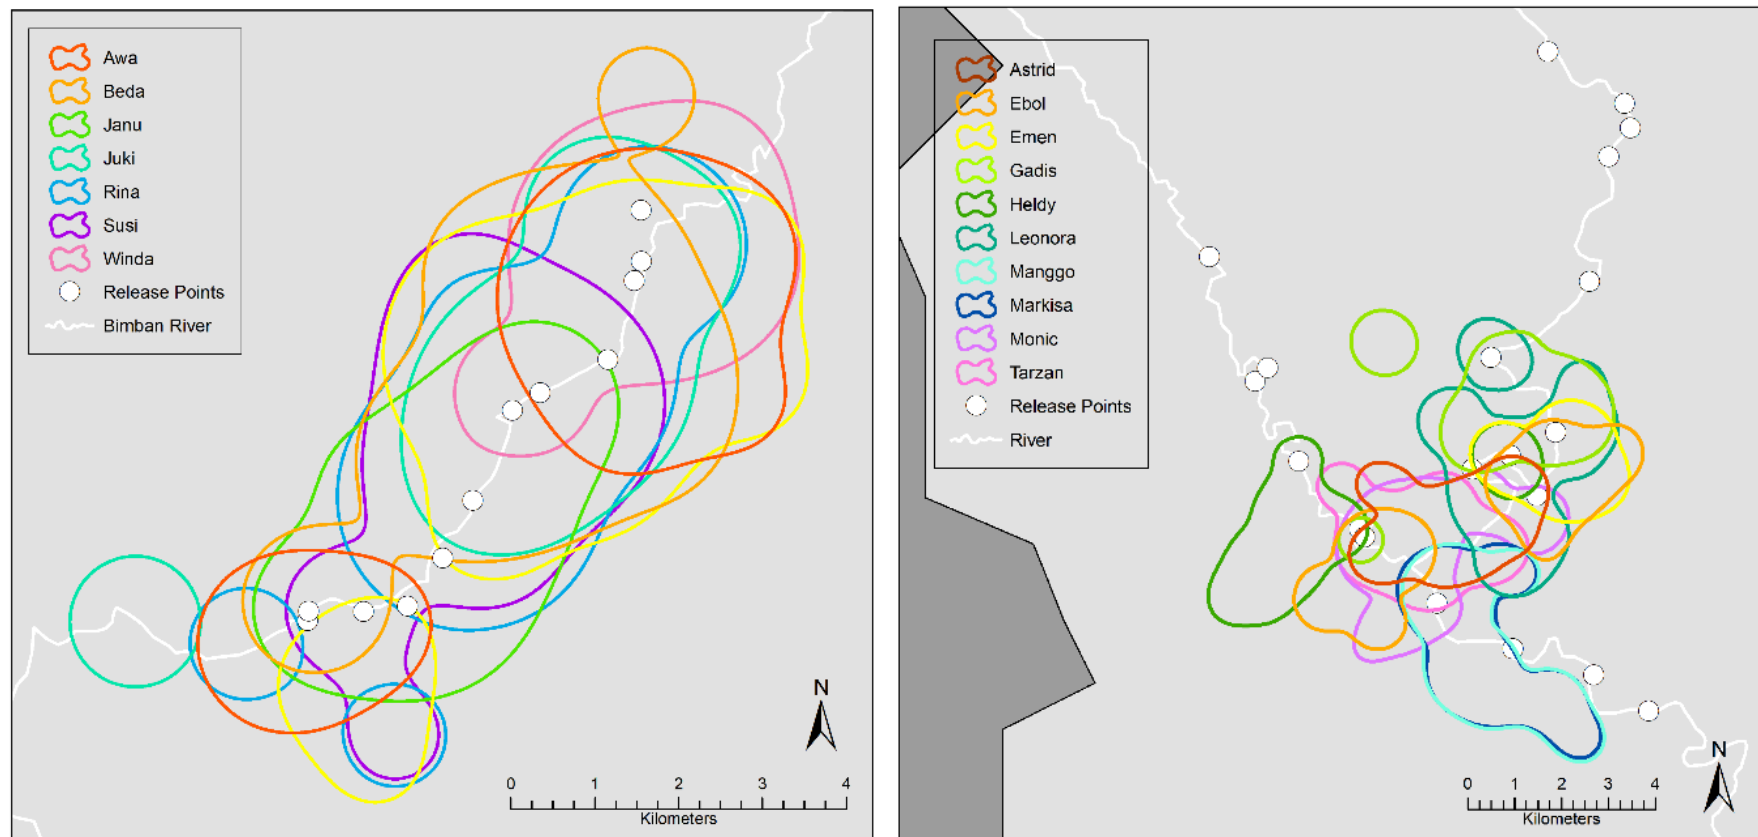 Awa
Beda
Janu
Juki
Rina
Susi
Winda
Release Points
Bimban River
N
0 1 2 3 4
Kilometers
Astrid
Ebol
Emen
Gadis
Heldy
Leonora
Manggo
Markisa
Monic
Tarzan
Release Points
River
N
0 1 2 3 4
Kilometers